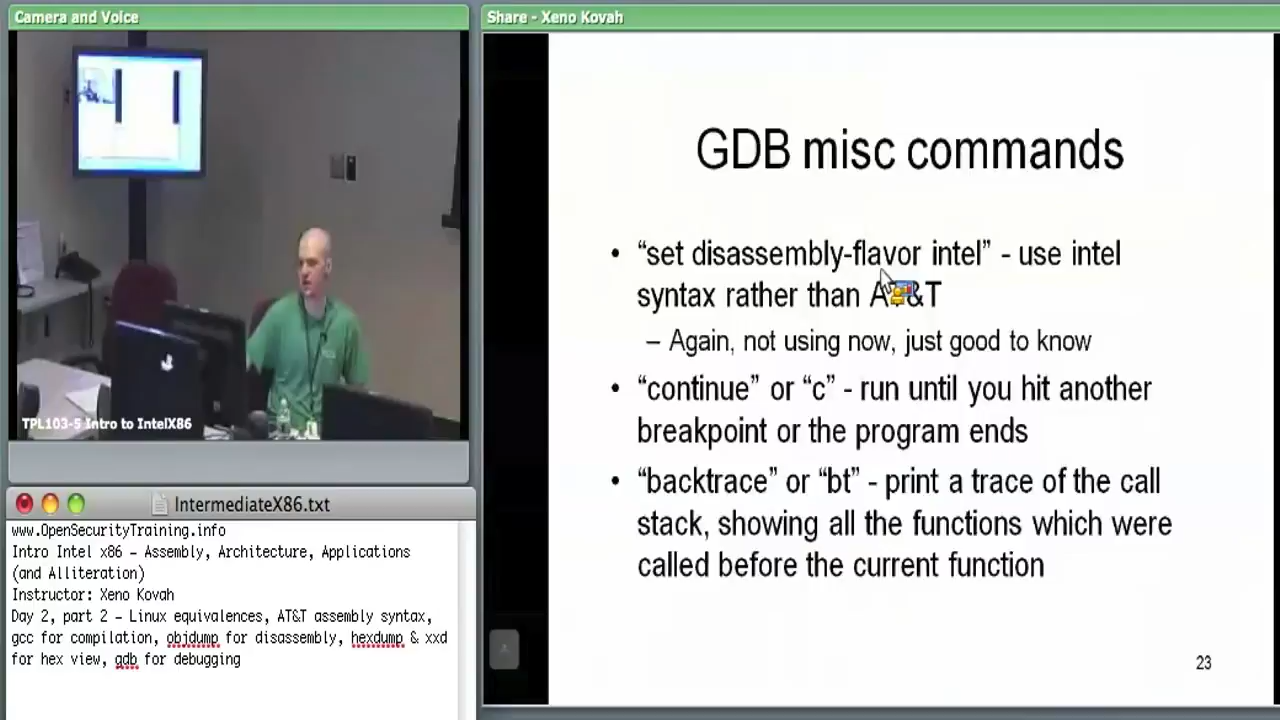 Camera and Voice
TPL103-5 Intro to IntelX86
IntermediateX86.txt
www.OpenSecurityTraining.info
Intro Intel x86 – Assembly, Architecture, Applications
(and Alliteration)
Instructor: Xeno Kovah
Day 2, part 2 – Linux equivalences, AT&T assembly syntax,
gcc for compilation, objdump for disassembly, hexdump & xxd
for hex view, gdb for debugging
Share - Xeno Kovah
GDB misc commands
• “set disassembly-flavor intel” - use intel
syntax rather than AT&T
– Again, not using now, just good to know
• “continue” or “c” - run until you hit another
breakpoint or the program ends
• “backtrace” or “bt” - print a trace of the call
stack, showing all the functions which were
called before the current function
23